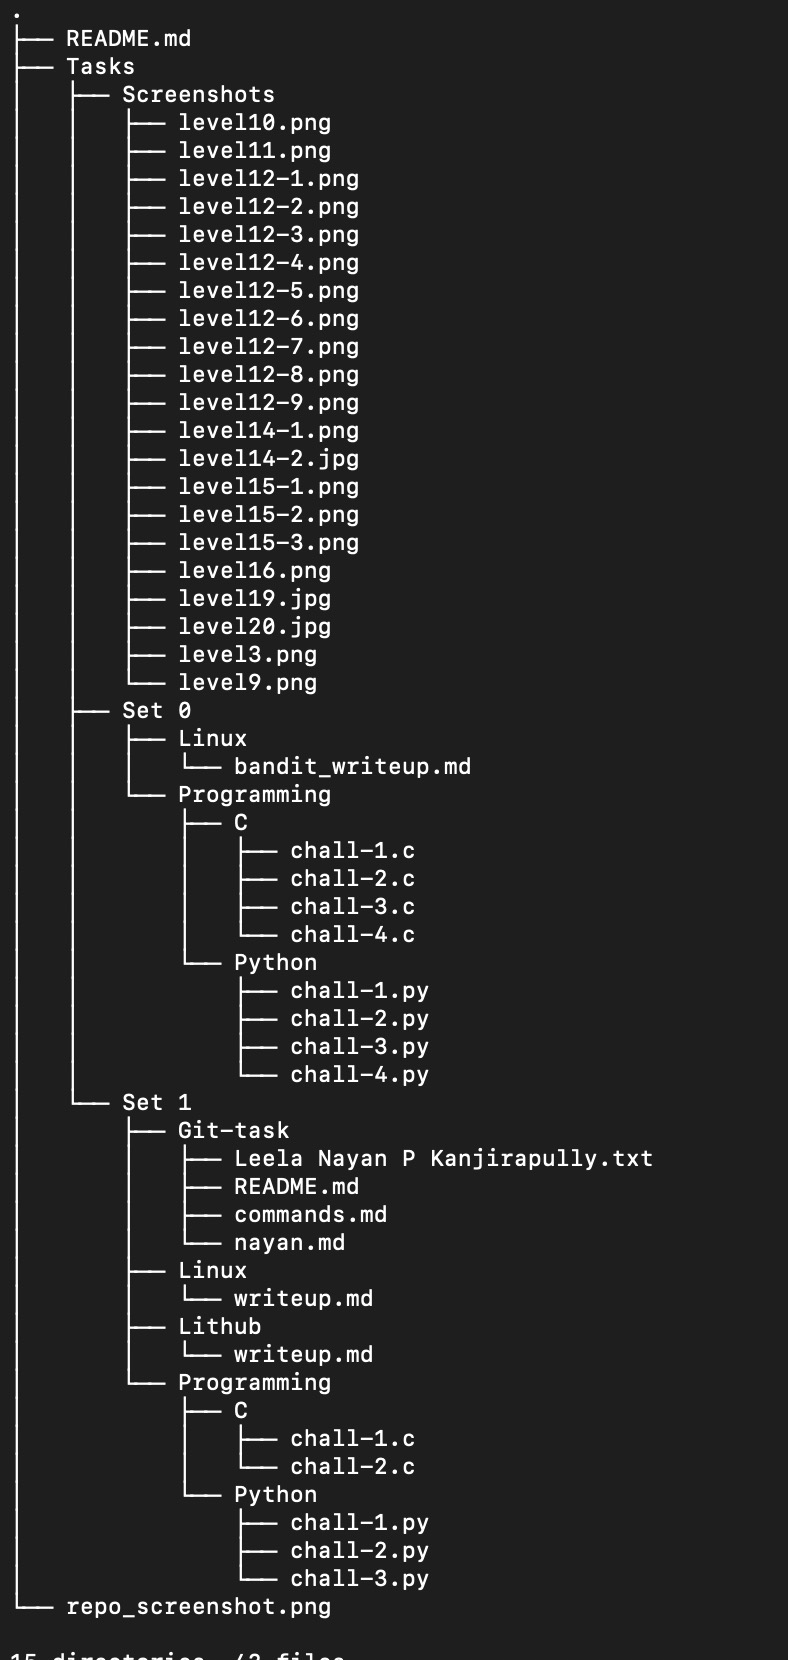 .
├── README.md
├── Tasks
│   ├── Screenshots
│   │   ├── level10.png
│   │   ├── level11.png
│   │   ├── level12-1.png
│   │   ├── level12-2.png
│   │   ├── level12-3.png
│   │   ├── level12-4.png
│   │   ├── level12-5.png
│   │   ├── level12-6.png
│   │   ├── level12-7.png
│   │   ├── level12-8.png
│   │   ├── level12-9.png
│   │   ├── level14-1.png
│   │   ├── level14-2.jpg
│   │   ├── level15-1.png
│   │   ├── level15-2.png
│   │   ├── level15-3.png
│   │   ├── level16.png
│   │   ├── level19.jpg
│   │   ├── level20.jpg
│   │   ├── level3.png
│   │   └── level9.png
│   ├── Set 0
│   │   ├── Linux
│   │   │   └── bandit_writeup.md
│   │   └── Programming
│   │       ├── C
│   │       │   ├── chall-1.c
│   │       │   ├── chall-2.c
│   │       │   ├── chall-3.c
│   │       │   └── chall-4.c
│   │       └── Python
│   │           ├── chall-1.py
│   │           ├── chall-2.py
│   │           ├── chall-3.py
│   │           └── chall-4.py
│   └── Set 1
│       ├── Git-task
│       │   ├── Leela Nayan P Kanjirapully.txt
│       │   ├── README.md
│       │   ├── commands.md
│       │   └── nayan.md
│       ├── Linux
│       │   └── writeup.md
│       ├── Lithub
│       │   └── writeup.md
│       └── Programming
│           ├── C
│           │   ├── chall-1.c
│           │   └── chall-2.c
│           └── Python
│               ├── chall-1.py
│               ├── chall-2.py
│               └── chall-3.py
└── repo_screenshot.png
directories, files